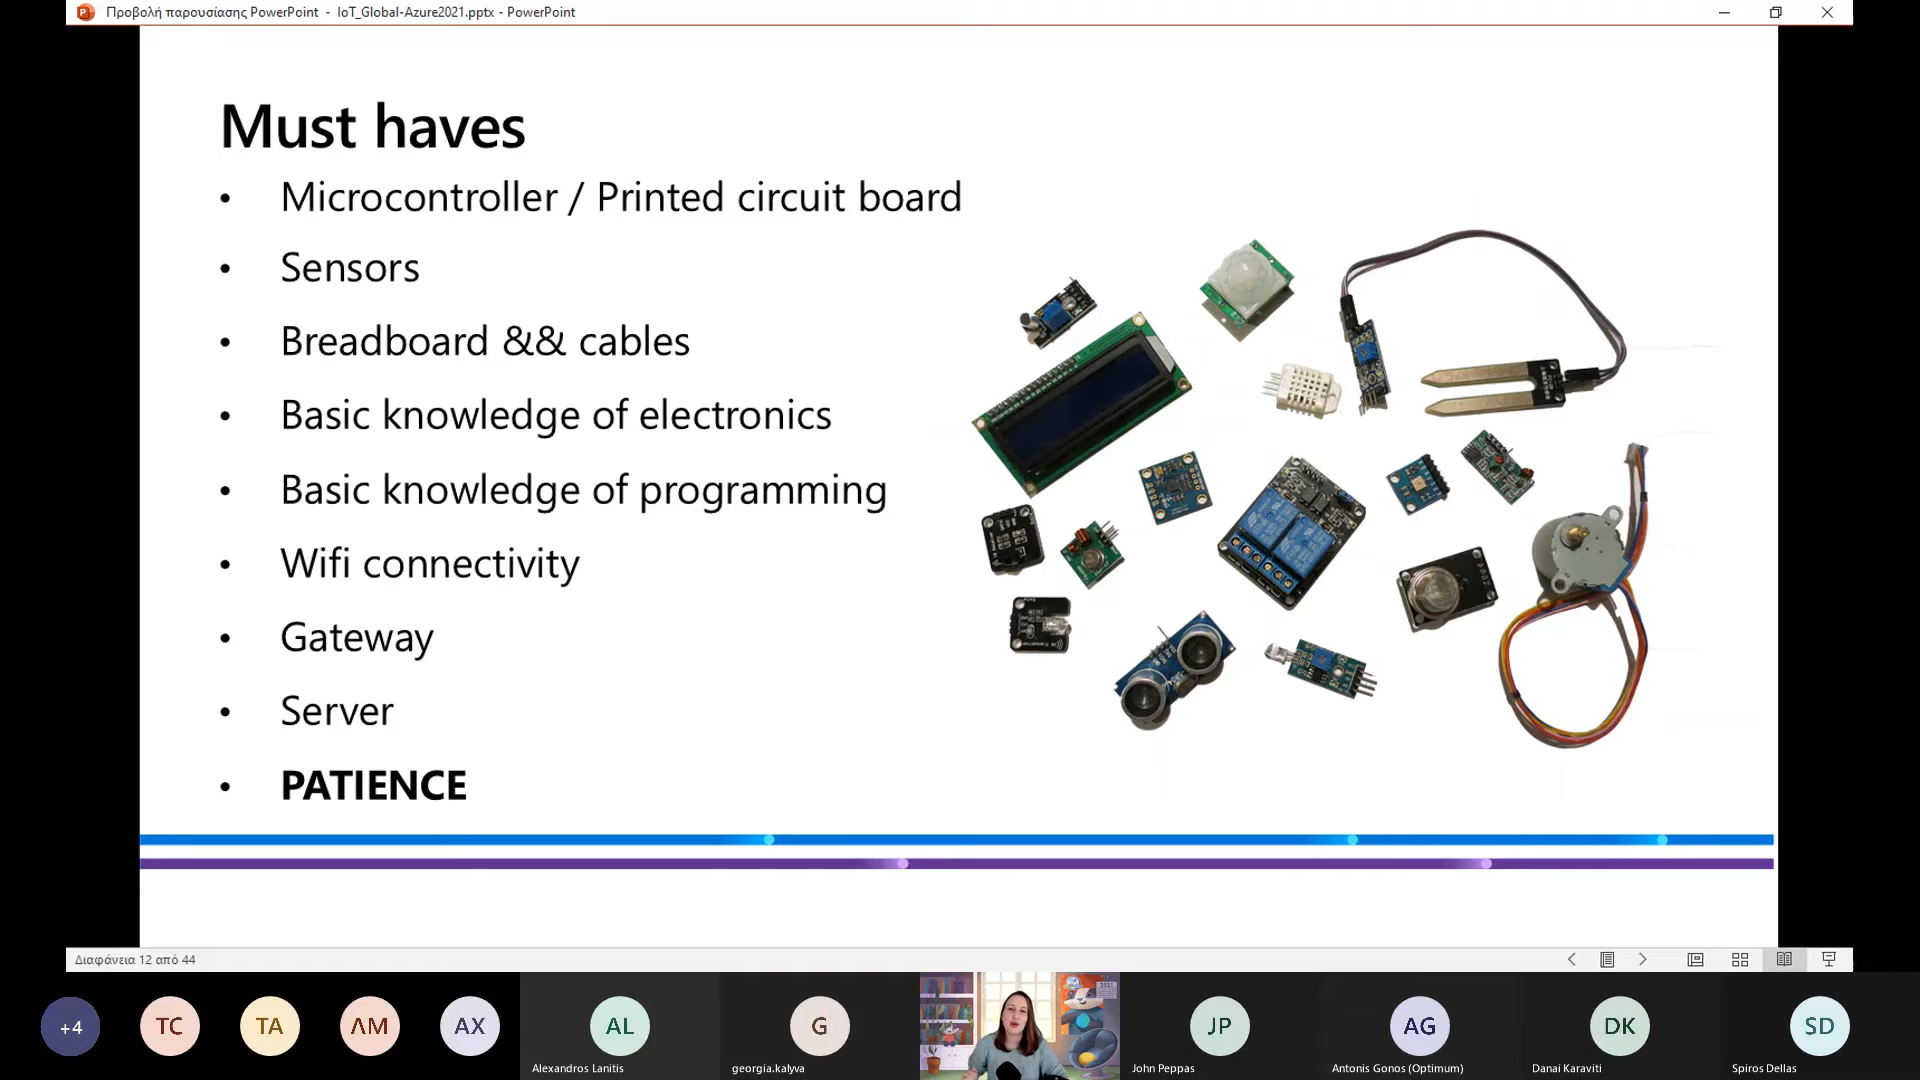 Προβολή παρουσίασης PowerPoint - IoT_Global-Azure2021.pptx - PowerPoint
Must haves
• Microcontroller / Printed circuit board
• Sensors
• Breadboard && cables
• Basic knowledge of electronics
• Basic knowledge of programming
• Wifi connectivity
• Gateway
• Server
• PATIENCE
Διαφάνεια 12 από 44
+4
TC
TA
ΛΜ
AX
AL
G
JP
AG
DK
SD
Alexandros Lanitis
georgia.kalyva
John Peppas
Antonis Gonos (Optimum)
Danai Karaviti
Spiros Dellas
2021